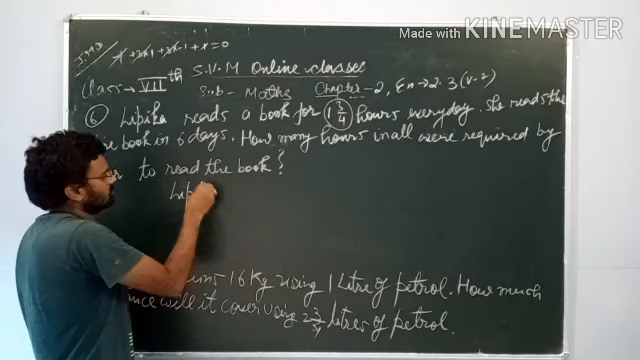 Made with KINEMASTER
S.V.M Online classes
Class → VIIth Sub - Maths Chapter - 2, Ex → 2.3 (V-2)
⑥ Lipika reads a book for 1 3/4 hours everyday. She reads the
book in 6 days. How many hours in all were required by
to read the book?
Lip
16 Kg using 1 Litre of petrol. How much
will it cover using 2 3/4 litres of petrol.